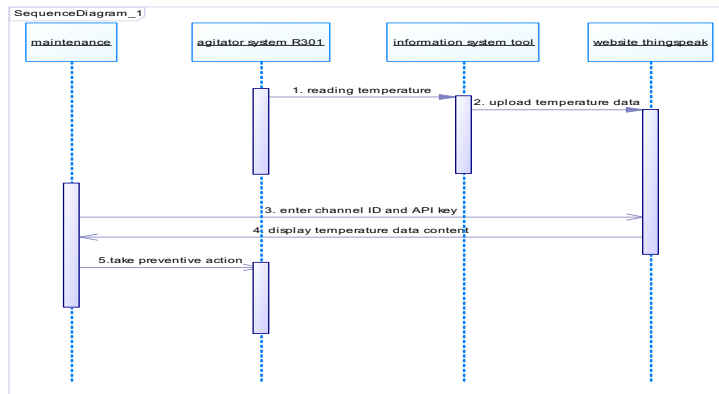 SequenceDiagram_1
maintenance
agitator system R301
information system tool
website thingspeak
1. reading temperature
2. upload temperature data
3. enter channel ID and API key
4. display temperature data content
5.take preventive action